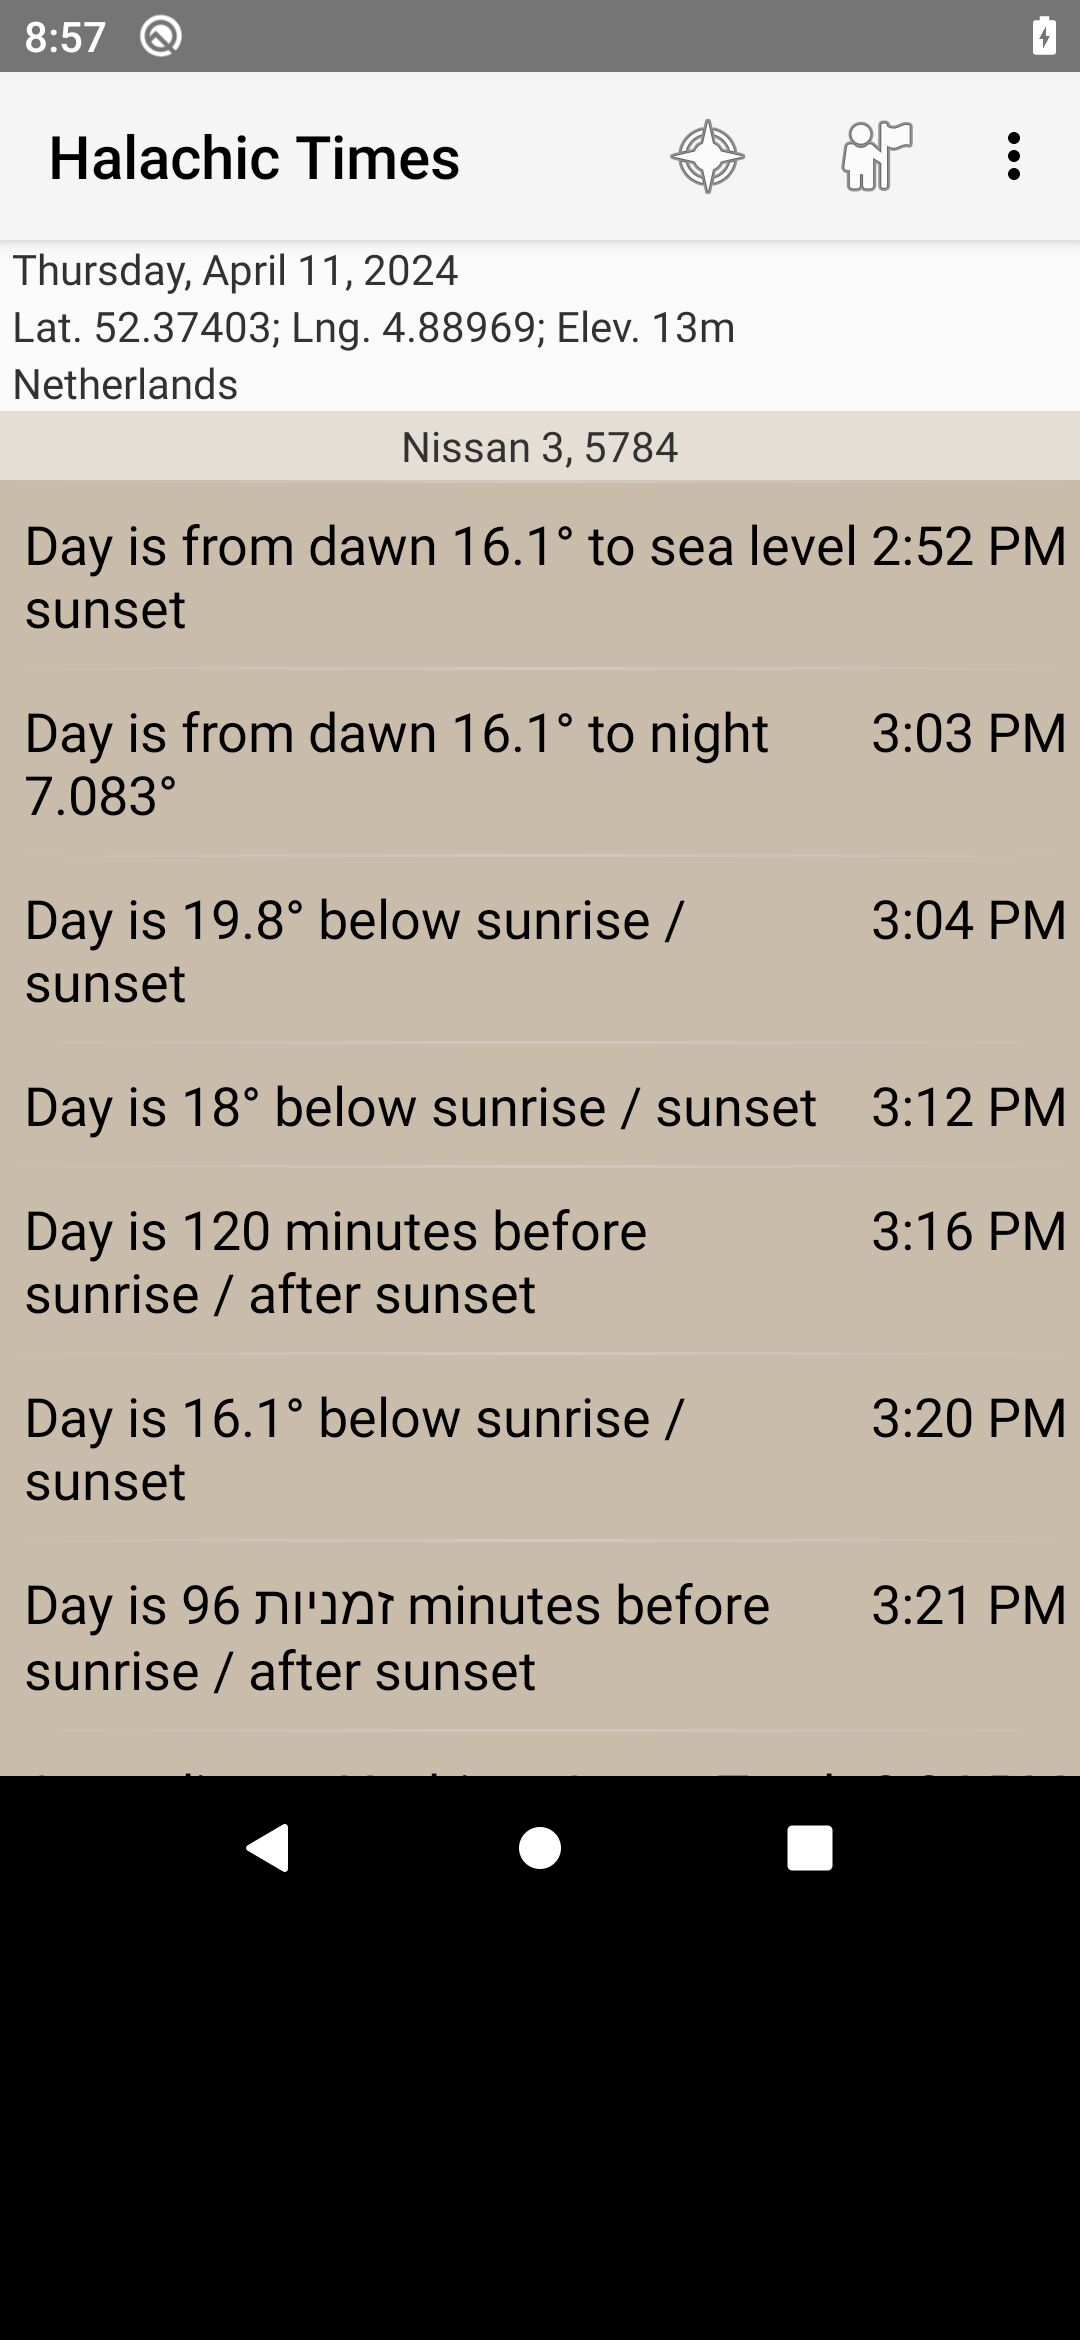 8:57
Halachic Times
Thursday, April 11, 2024
Lat. 52.37403; Lng. 4.88969; Elev. 13m
Netherlands
Nissan 3, 5784
Day is from dawn 16.1° to sea level 2:52 PM
sunset
Day is from dawn 16.1° to night 3:03 PM
7.083°
Day is 19.8° below sunrise / 3:04 PM
sunset
Day is 18° below sunrise / sunset 3:12 PM
Day is 120 minutes before 3:16 PM
sunrise / after sunset
Day is 16.1° below sunrise / 3:20 PM
sunset
Day is 96 זמניות minutes before 3:21 PM
sunrise / after sunset